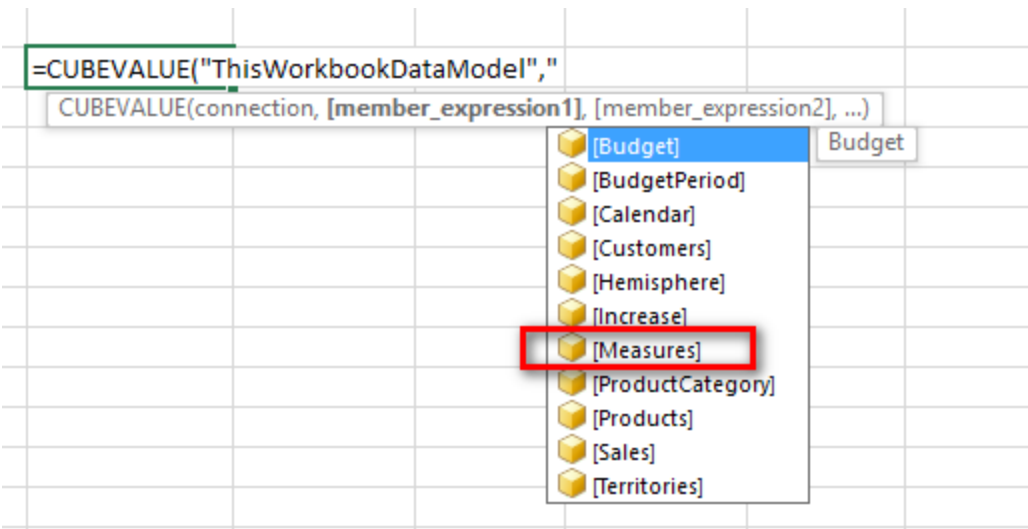 =CUBEVALUE("ThisWorkbookDataModel","
CUBEVALUE(connection, [member_expression1], [member_expression2], ...)
[Budget]
Budget
[BudgetPeriod]
[Calendar]
[Customers]
[Hemisphere]
[Increase]
[Measures]
[ProductCategory]
[Products]
[Sales]
[Territories]